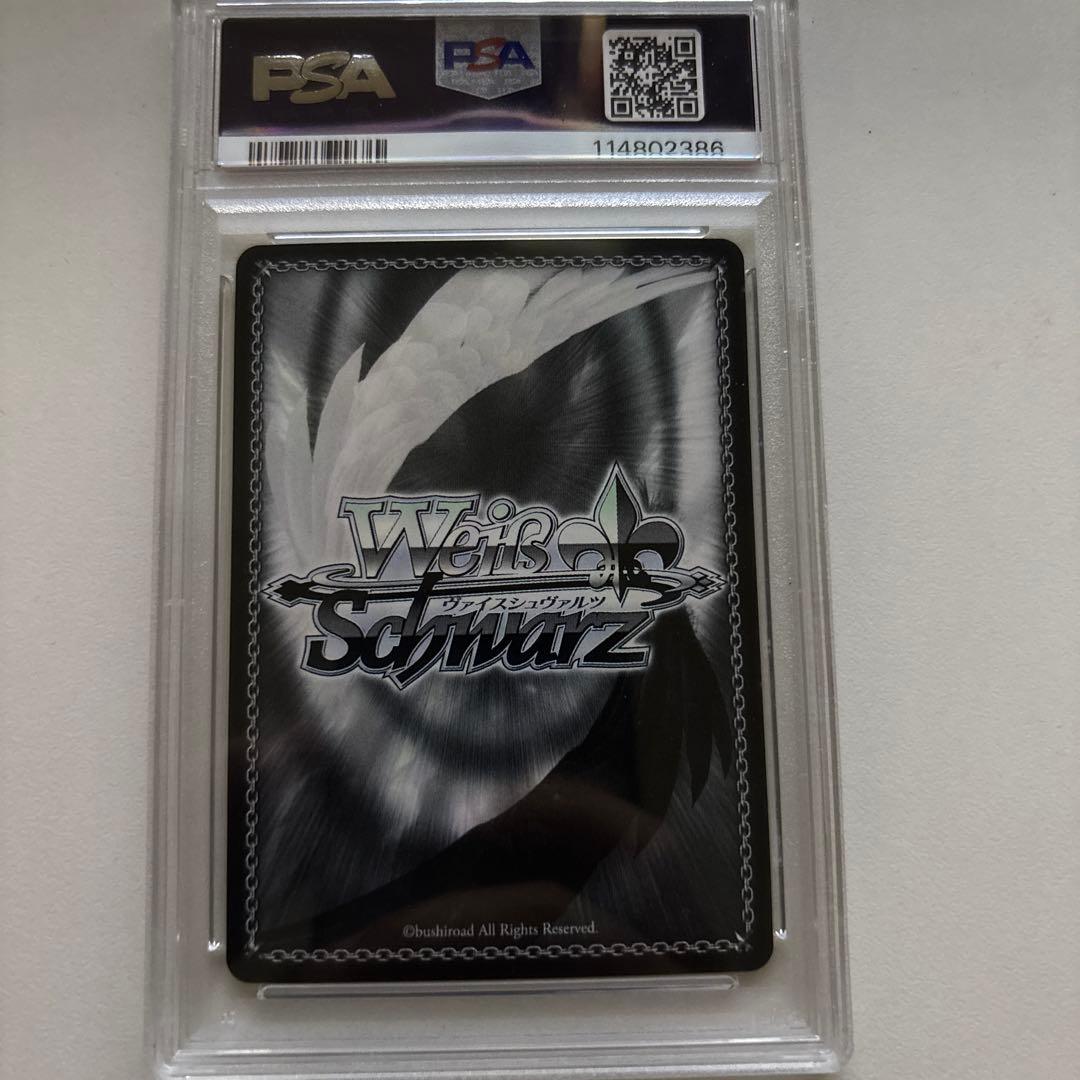 PSA
PSA
114802386
Weiß
ヴァイスシュヴァルツ
Schwarz
©bushiroad All Rights Reserved.